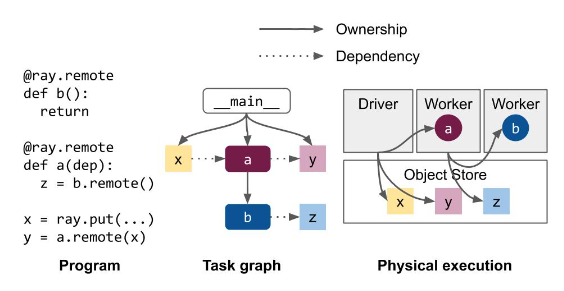 Ownership
Dependency
@ray.remote
def b():
  return
@ray.remote
def a(dep):
  z = b.remote()
x = ray.put(...)
y = a.remote(x)
Program
__main__
x
a
y
b
z
Task graph
Driver
Worker
Worker
a
b
Object Store
x
y
z
Physical execution